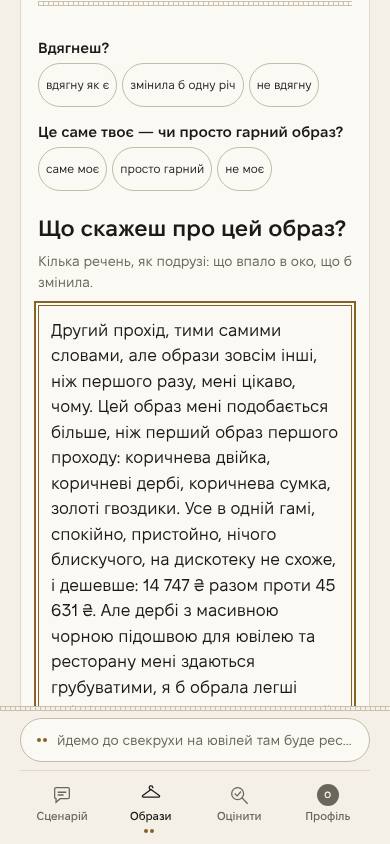 Вдягнеш?
вдягну як є
змінила б одну річ
не вдягну
Це саме твоє — чи просто гарний образ?
саме моє
просто гарний
не моє
Що скажеш про цей образ?
Кілька речень, як подрузі: що впало в око, що б
змінила.
Другий прохід, тими самими
словами, але образи зовсім інші,
ніж першого разу, мені цікаво,
чому. Цей образ мені подобається
більше, ніж перший образ першого
проходу: коричнева двійка,
коричневі дербі, коричнева сумка,
золоті гвоздики. Усе в одній гамі,
спокійно, пристойно, нічого
блискучого, на дискотеку не схоже,
і дешевше: 14 747 ₴ разом проти 45
631 ₴. Але дербі з масивною
чорною підошвою для ювілею та
ресторану мені здаються
грубуватими, я б обрала легші
йдемо до свекрухи на ювілей там буде рес...
Сценарій
Образи
Оцінити
О
Профіль